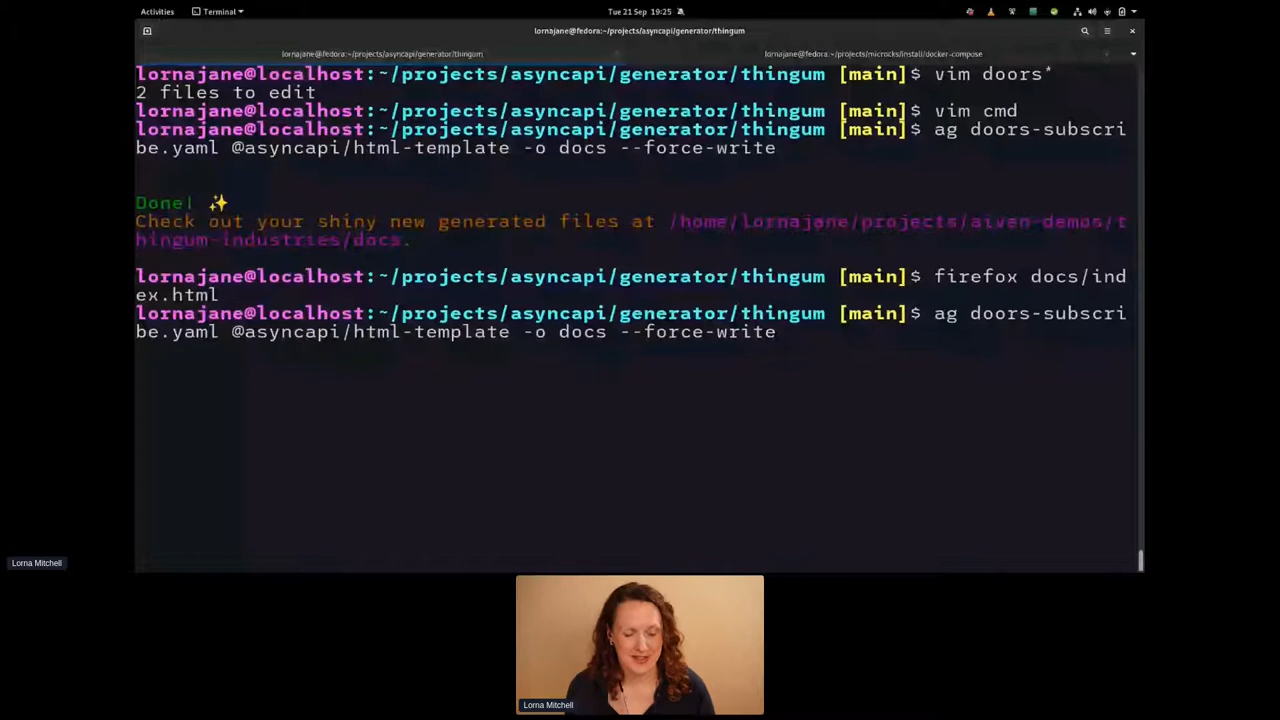 Activities
Terminal
Tue 21 Sep 19:25
lornajane@fedora:~/projects/asyncapi/generator/thingum
lornajane@fedora:~/projects/asyncapi/generator/thingum
lornajane@fedora:~/projects/microcks/install/docker-compose
lornajane@localhost:~/projects/asyncapi/generator/thingum [main]$ vim doors*
2 files to edit
lornajane@localhost:~/projects/asyncapi/generator/thingum [main]$ vim cmd
lornajane@localhost:~/projects/asyncapi/generator/thingum [main]$ ag doors-subscri
be.yaml @asyncapi/html-template -o docs --force-write
Done! ✨
Check out your shiny new generated files at /home/lornajane/projects/aiven-demos/t
hingum-industries/docs.
lornajane@localhost:~/projects/asyncapi/generator/thingum [main]$ firefox docs/ind
ex.html
lornajane@localhost:~/projects/asyncapi/generator/thingum [main]$ ag doors-subscri
be.yaml @asyncapi/html-template -o docs --force-write
Lorna Mitchell
Lorna Mitchell